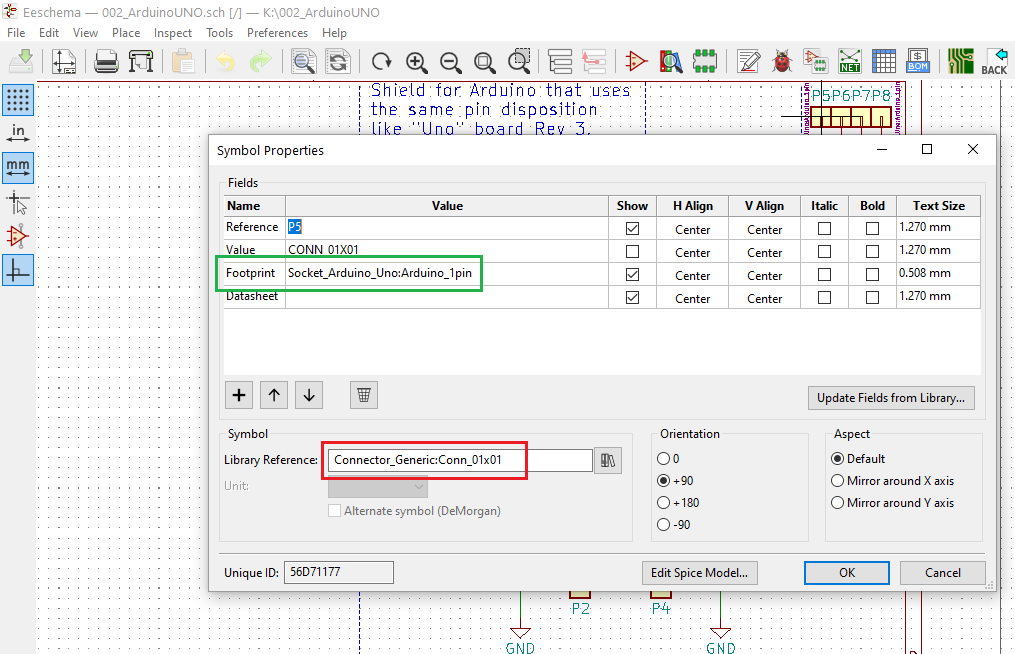 Eeschema — 002_ArduinoUNO.sch [/] — K:\002_ArduinoUNO
File Edit View Place Inspect Tools Preferences Help
NET
$
BOM
BACK
in
mm
Shield for Arduino that uses
the same pin disposition
like "Uno" board Rev 3.
P5P6P7P8
Symbol Properties
Fields
Name Value Show H Align V Align Italic Bold Text Size
Reference P5 Center Center 1.270 mm
Value CONN_01X01 Center Center 1.270 mm
Footprint Socket_Arduino_Uno:Arduino_1pin Center Center 0.508 mm
Datasheet Center Center 1.270 mm
Update Fields from Library...
Symbol
Library Reference: Connector_Generic:Conn_01x01
Unit:
Alternate symbol (DeMorgan)
Orientation
0
+90
+180
-90
Aspect
Default
Mirror around X axis
Mirror around Y axis
Unique ID: 56D71177
Edit Spice Model...
OK
Cancel
P2 P4
GND GND